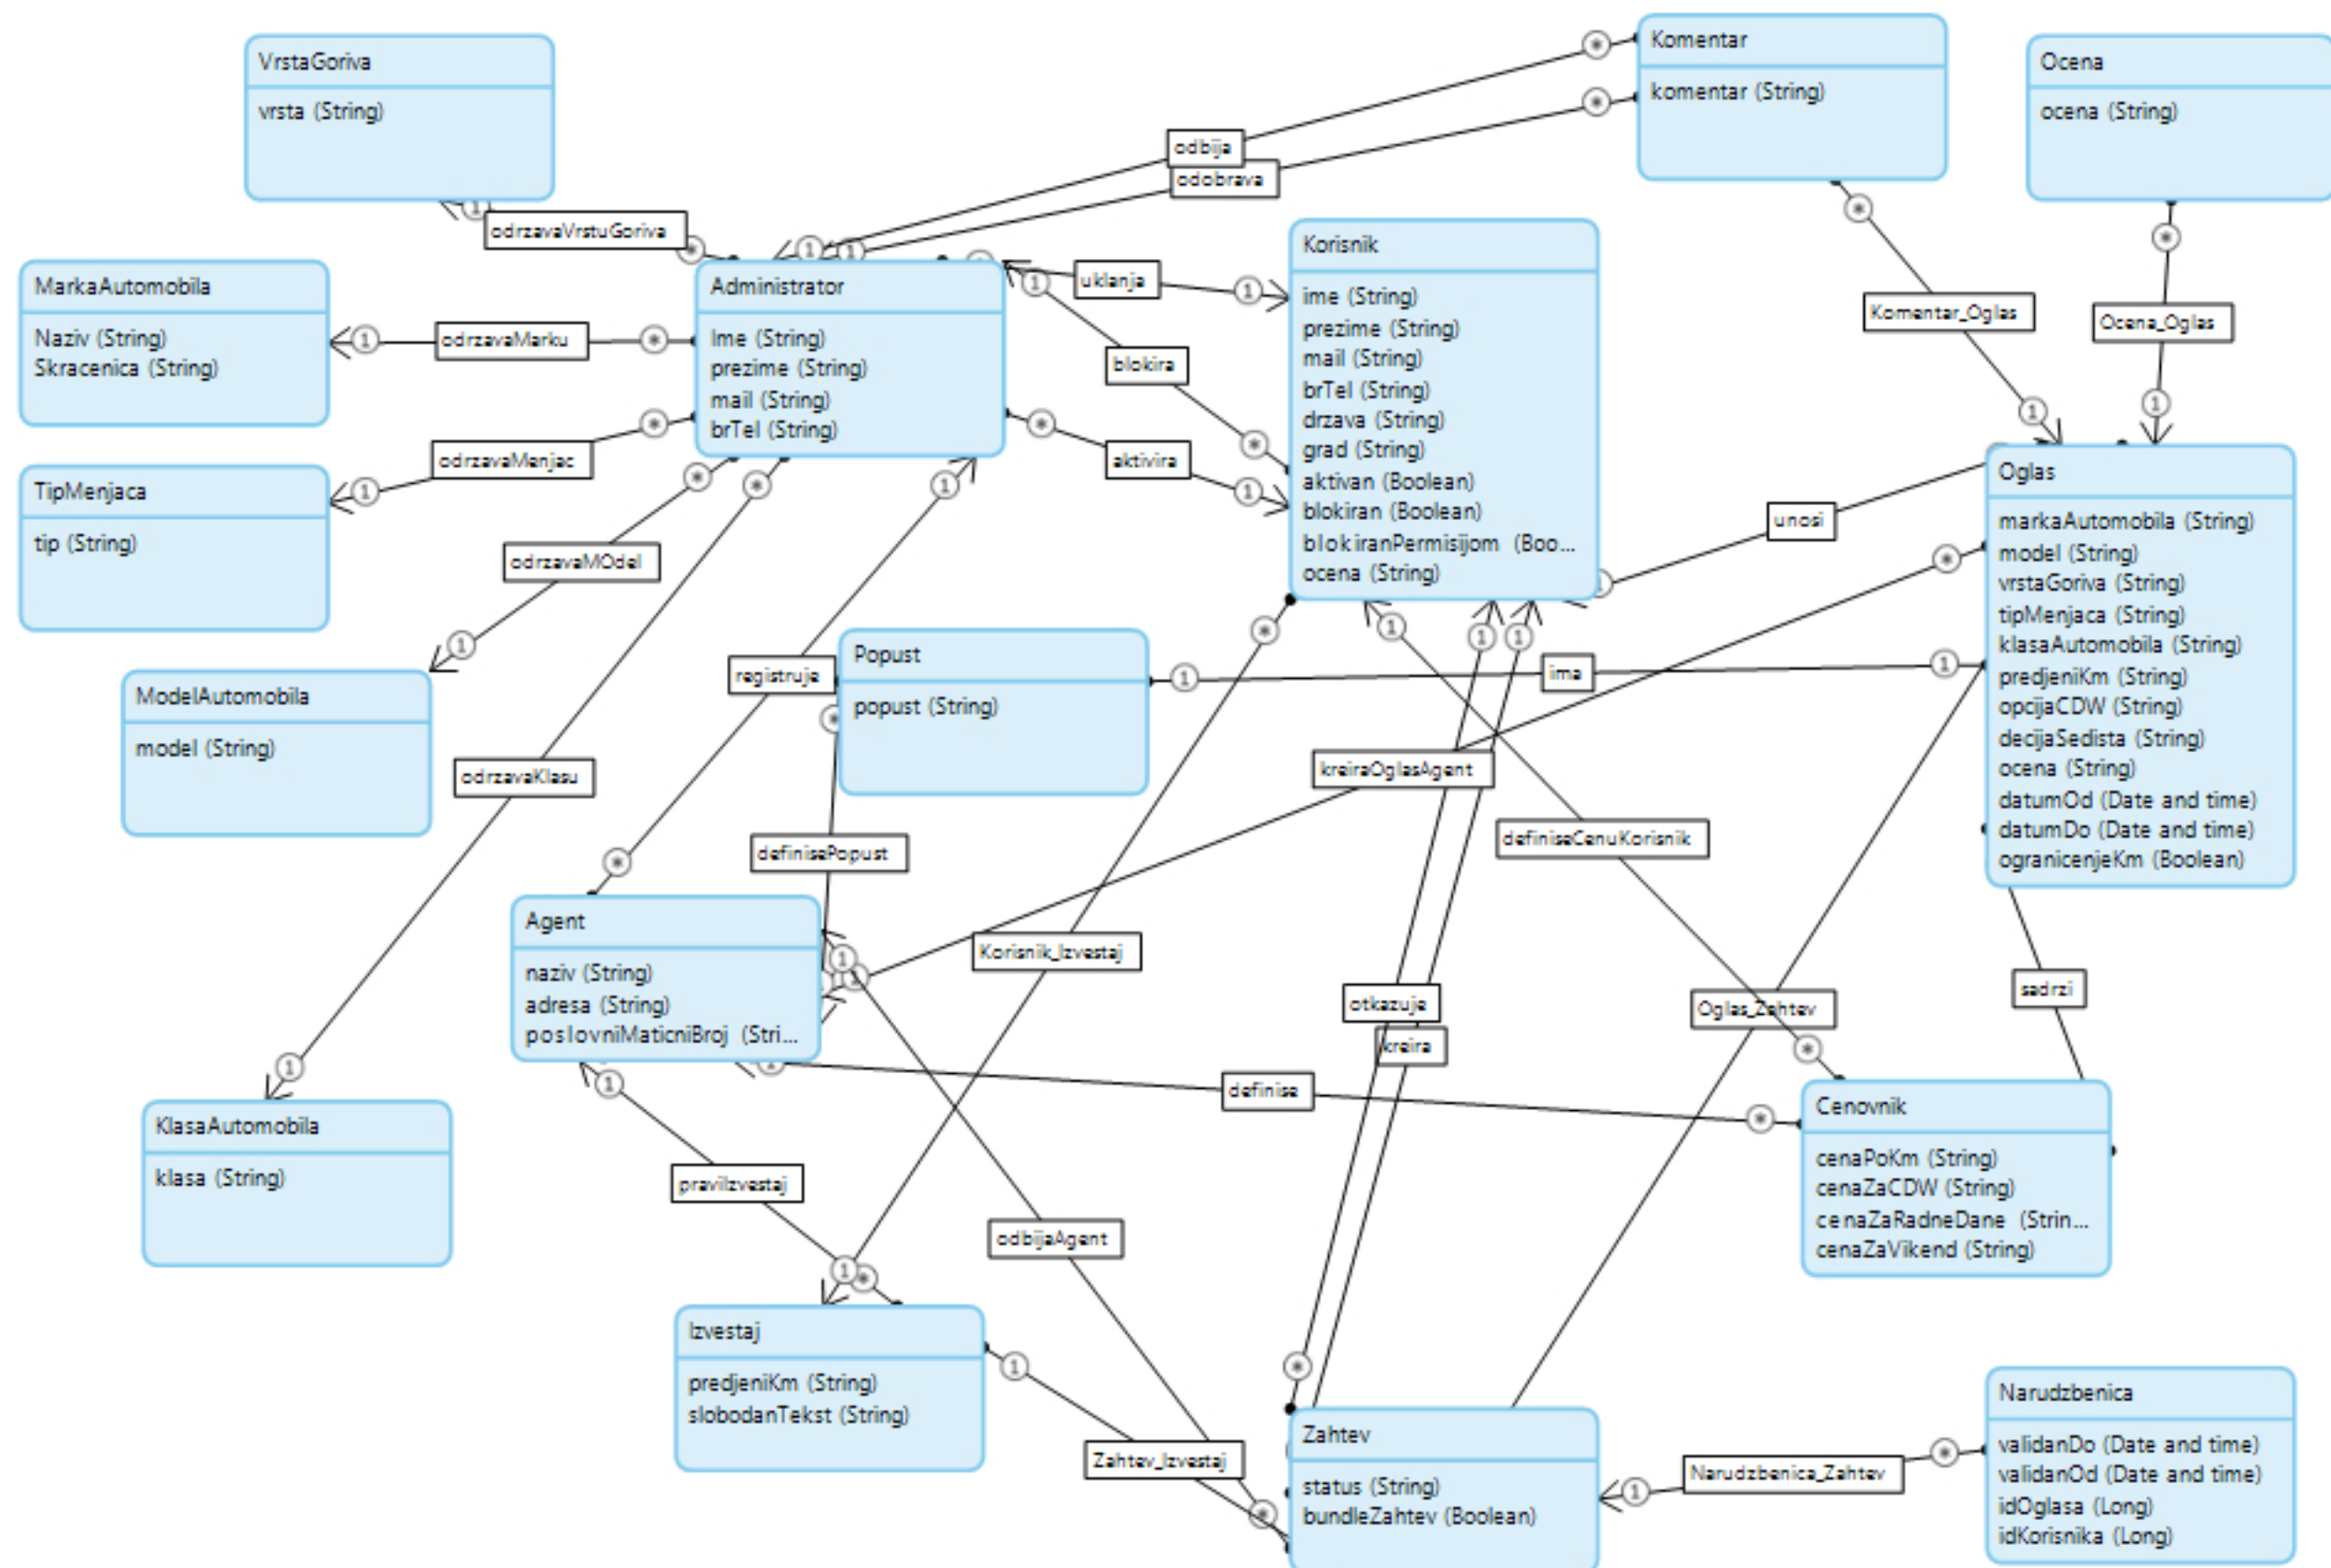 VrstaGoriva
vrsta (String)
Komentar
komentar (String)
Ocena
ocena (String)
odbija
odobrava
odrzavaVrstuGoriva
MarkaAutomobila
Naziv (String)
Skracenica (String)
odrzavaMarku
Administrator
Ime (String)
prezime (String)
mail (String)
brTel (String)
uklanja
blokira
aktivira
Korisnik
ime (String)
prezime (String)
mail (String)
brTel (String)
drzava (String)
grad (String)
aktivan (Boolean)
blokiran (Boolean)
blokiranPermisijom (Boo...
ocena (String)
Komentar_Oglas
Ocena_Oglas
odrzavaMenjac
TipMenjaca
tip (String)
odrzavaMOdel
unosi
Oglas
markaAutomobila (String)
model (String)
vrstaGoriva (String)
tipMenjaca (String)
klasaAutomobila (String)
predjeniKm (String)
opcijaCDW (String)
decijaSedista (String)
ocena (String)
datumOd (Date and time)
datumDo (Date and time)
ogranicenjeKm (Boolean)
ModelAutomobila
model (String)
registruje
Popust
popust (String)
ima
odrzavaKlasu
kreiraOglasAgent
definisePopust
definiseCenuKorisnik
Agent
naziv (String)
adresa (String)
poslovniMaticniBroj (Stri...
Korisnik_Izvestaj
otkazuje
kreira
Oglas_Zahtev
sadrzi
definise
KlasaAutomobila
klasa (String)
Cenovnik
cenaPoKm (String)
cenaZaCDW (String)
cenaZaRadneDane (Strin...
cenaZaVikend (String)
praviIzvestaj
odbijaAgent
Izvestaj
predjeniKm (String)
slobodanTekst (String)
Zahtev_Izvestaj
Zahtev
status (String)
bundleZahtev (Boolean)
Narudzbenica_Zahtev
Narudzbenica
validanDo (Date and time)
validanOd (Date and time)
idOglasa (Long)
idKorisnika (Long)